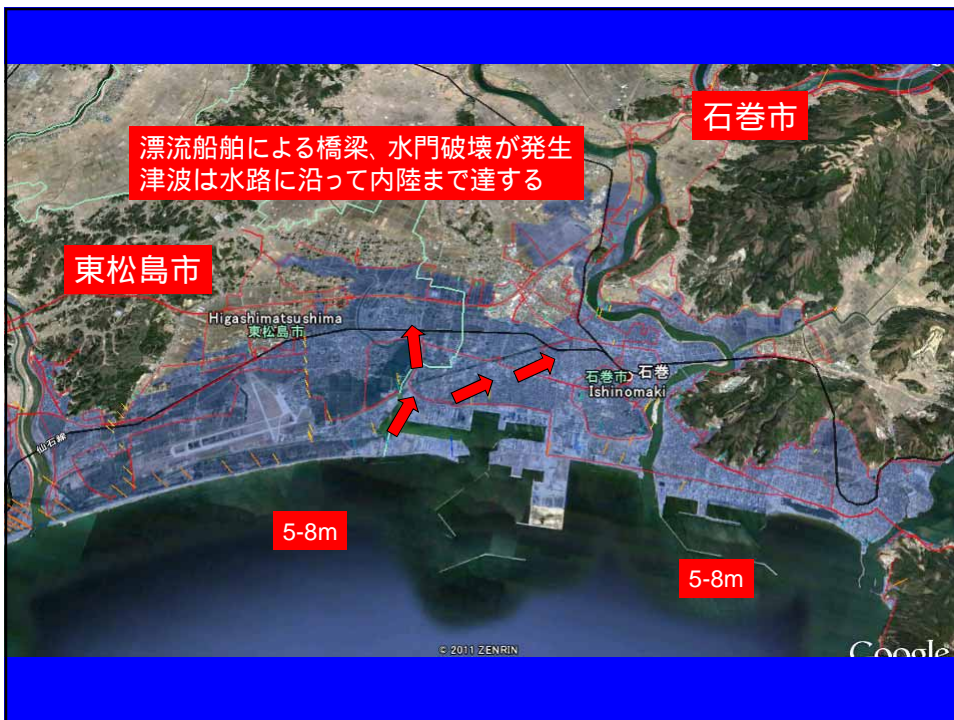 石巻市
漂流船舶による橋梁、水門破壊が発生
津波は水路に沿って内陸まで達する
東松島市
Higashimatsushima
東松島市
石巻市
石巻
Ishinomaki
仙石線
5-8m
5-8m
© 2011 ZENRIN
Google